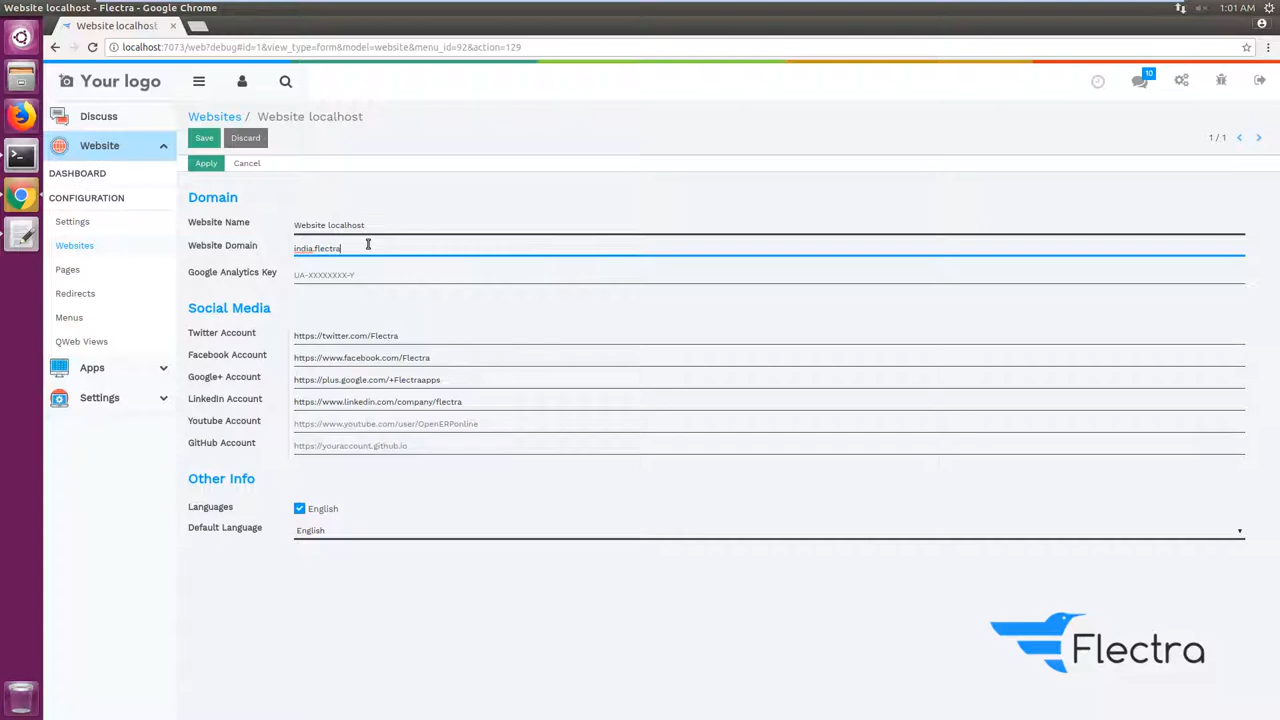 Website localhost - Flectra - Google Chrome
1:01 AM
Website localhost
localhost:7073/web?debug#id=1&view_type=form&model=website&menu_id=92&action=129
Your logo
10
Discuss
Website
DASHBOARD
CONFIGURATION
Settings
Websites
Pages
Redirects
Menus
QWeb Views
Apps
Settings
Websites / Website localhost
Save Discard
1 / 1
Apply Cancel
Domain
Website Name Website localhost
Website Domain india.flectra
Google Analytics Key UA-XXXXXXXX-Y
Social Media
Twitter Account https://twitter.com/Flectra
Facebook Account https://www.facebook.com/Flectra
Google+ Account https://plus.google.com/+Flectraapps
LinkedIn Account https://www.linkedin.com/company/flectra
Youtube Account https://www.youtube.com/user/OpenERPonline
GitHub Account https://youraccount.github.io
Other Info
Languages English
Default Language English
Flectra